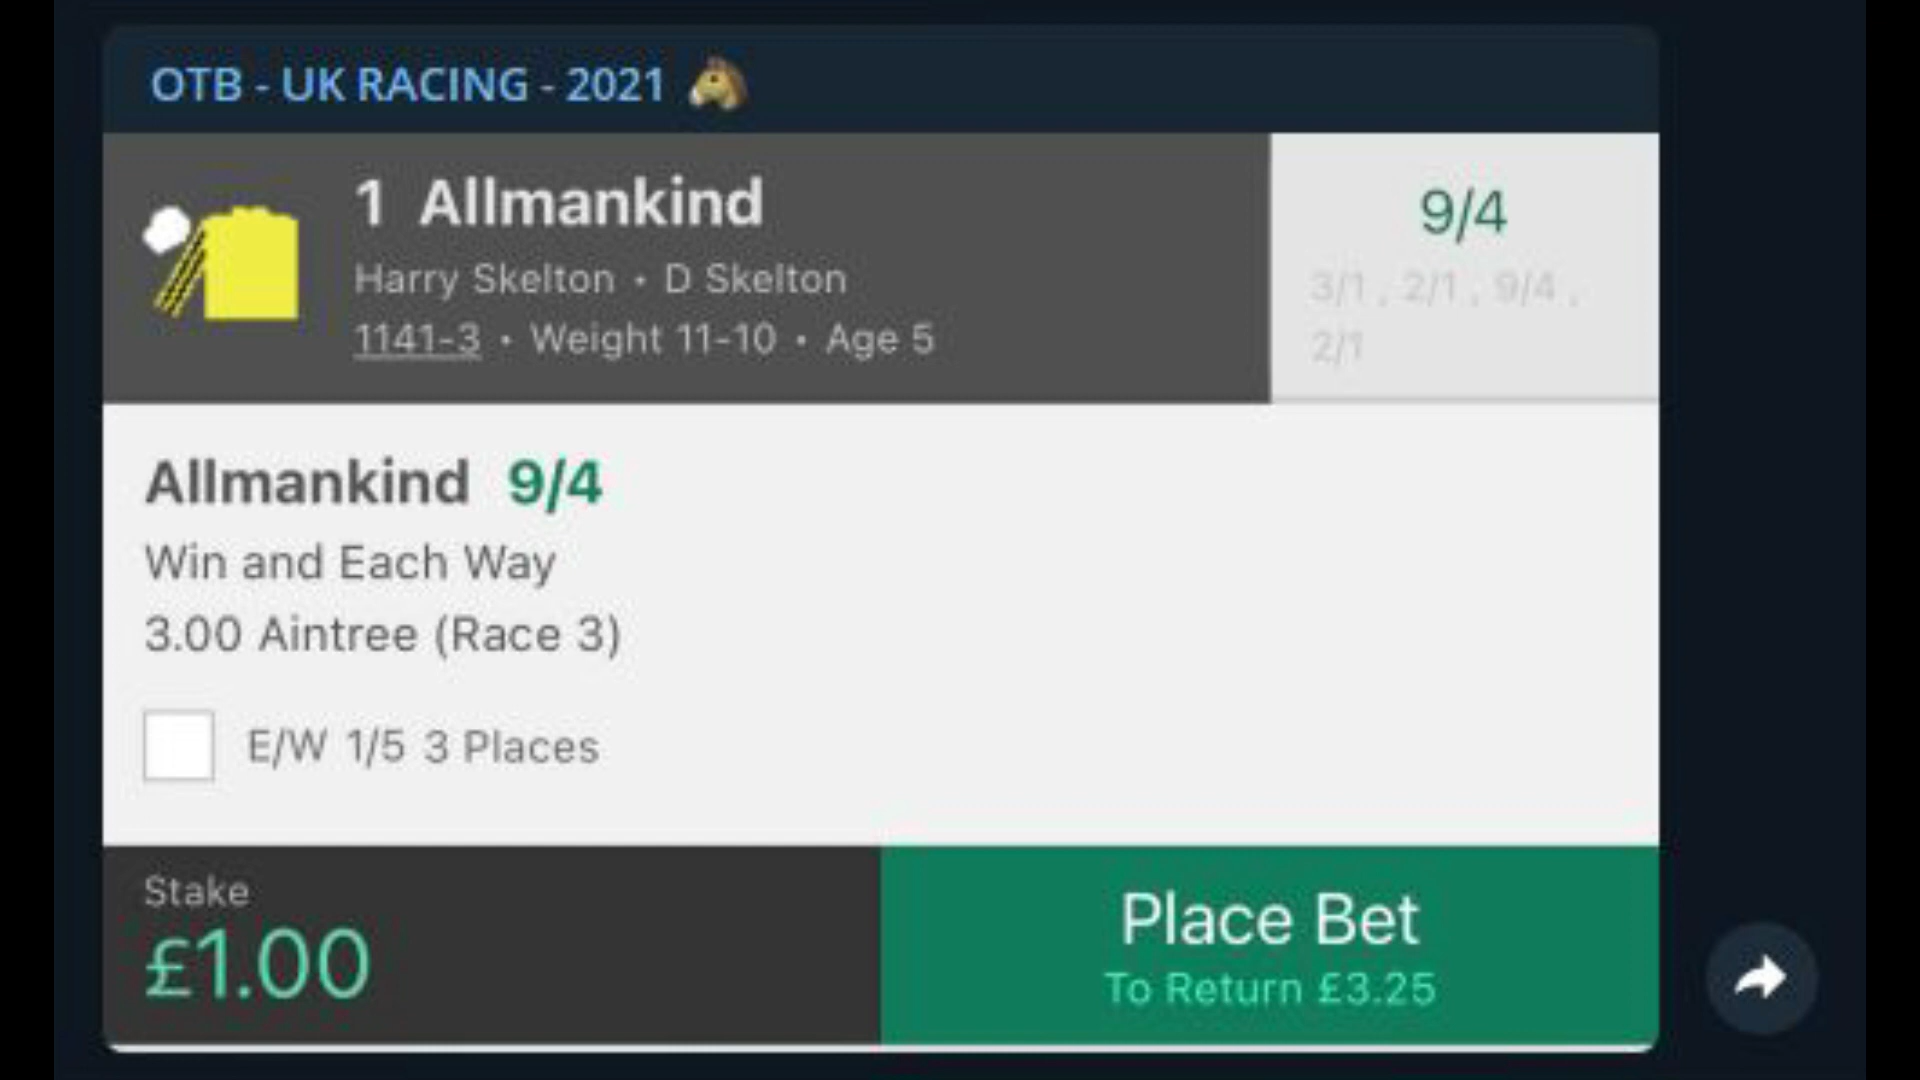 OTB - UK RACING - 2021
1 Allmankind
Harry Skelton • D Skelton
1141-3 • Weight 11-10 • Age 5
9/4
3/1 , 2/1 , 9/4 ,
2/1
Allmankind 9/4
Win and Each Way
3.00 Aintree (Race 3)
E/W 1/5 3 Places
Stake
£1.00
Place Bet
To Return £3.25